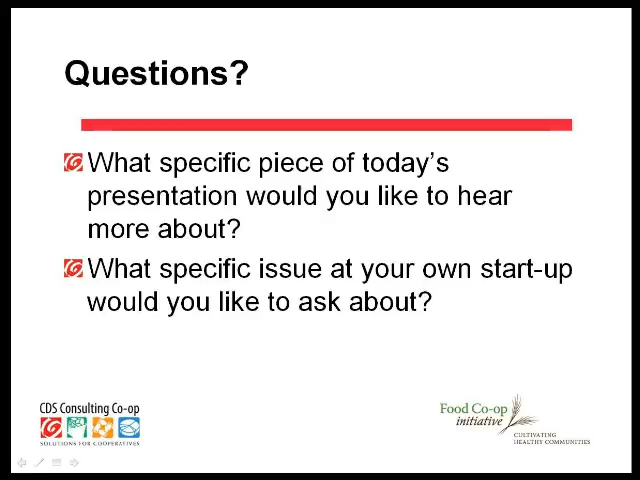 Questions?
What specific piece of today's
presentation would you like to hear
more about?
What specific issue at your own start-up
would you like to ask about?
CDS Consulting Co-op
SOLUTIONS FOR COOPERATIVES
Food Co-op
initiative
CULTIVATING
HEALTHY COMMUNITIES